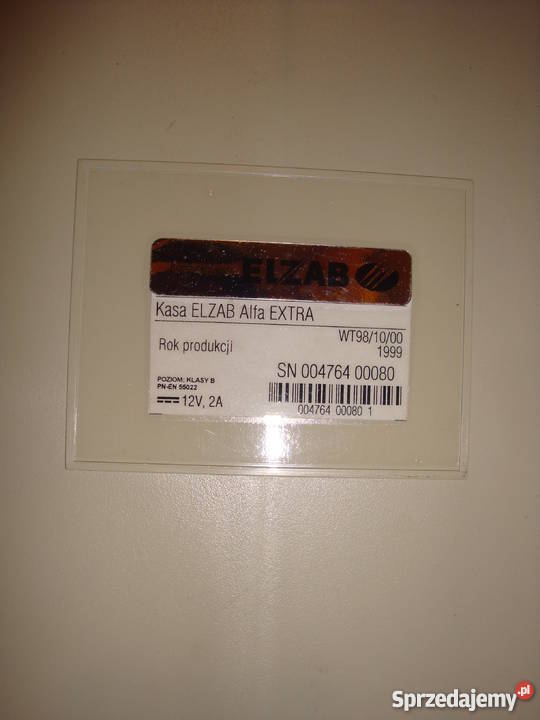 ELZAB
Kasa ELZAB Alfa EXTRA
WT98/10/00
Rok produkcji 1999
SN 004764 00080
POZIOM: KLASY B
PN-EN 55022
12V, 2A
004764 00080 1
Sprzedajemy.pl